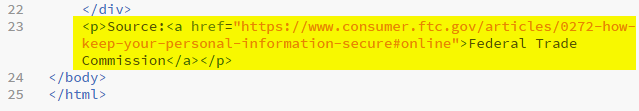 22 </div>
23 <p>Source:<a href="https://www.consumer.ftc.gov/articles/0272-how-
keep-your-personal-information-secure#online">Federal Trade
Commission</a></p>
24 </body>
25 </html>